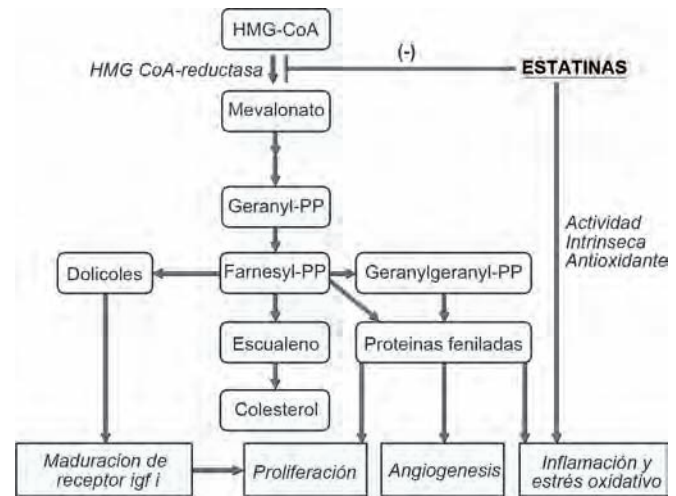 HMG-CoA
(-)
HMG CoA-reductasa
ESTATINAS
Mevalonato
Geranyl-PP
Actividad
Intrinseca
Antioxidante
Dolicoles
Farnesyl-PP
Geranylgeranyl-PP
Escualeno
Proteinas feniladas
Colesterol
Maduracion de
receptor igf i
Proliferación
Angiogenesis
Inflamación y
estrés oxidativo